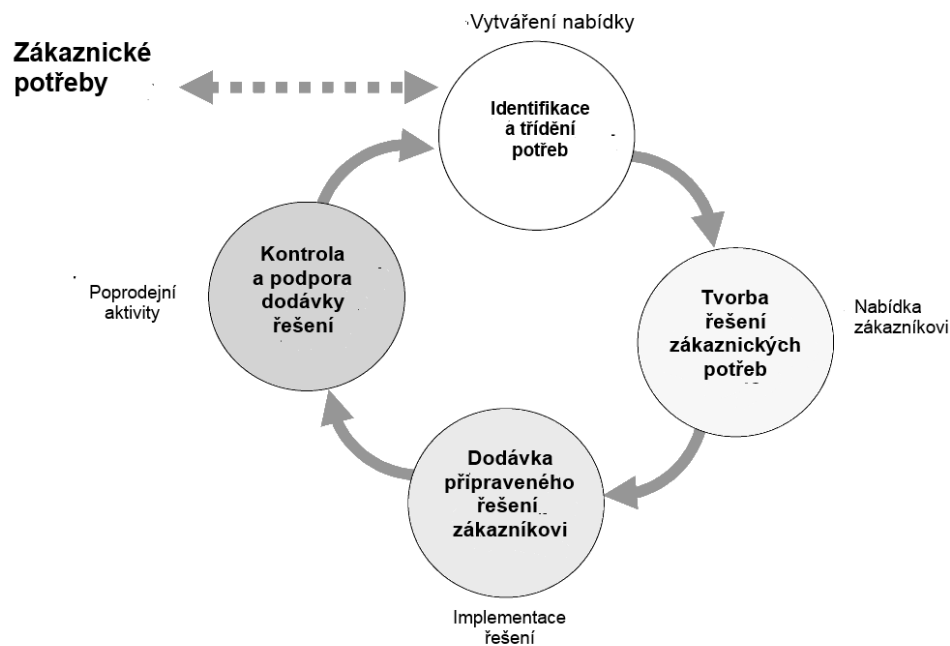 Vytváření nabídky
Zákaznické
potřeby
Identifikace
a třídění
potřeb
Kontrola
a podpora
dodávky
řešení
Poprodejní
aktivity
Tvorba
řešení
zákaznických
potřeb
Nabídka
zákazníkovi
Dodávka
přípraveného
řešení
zákazníkovi
Implementace
řešení